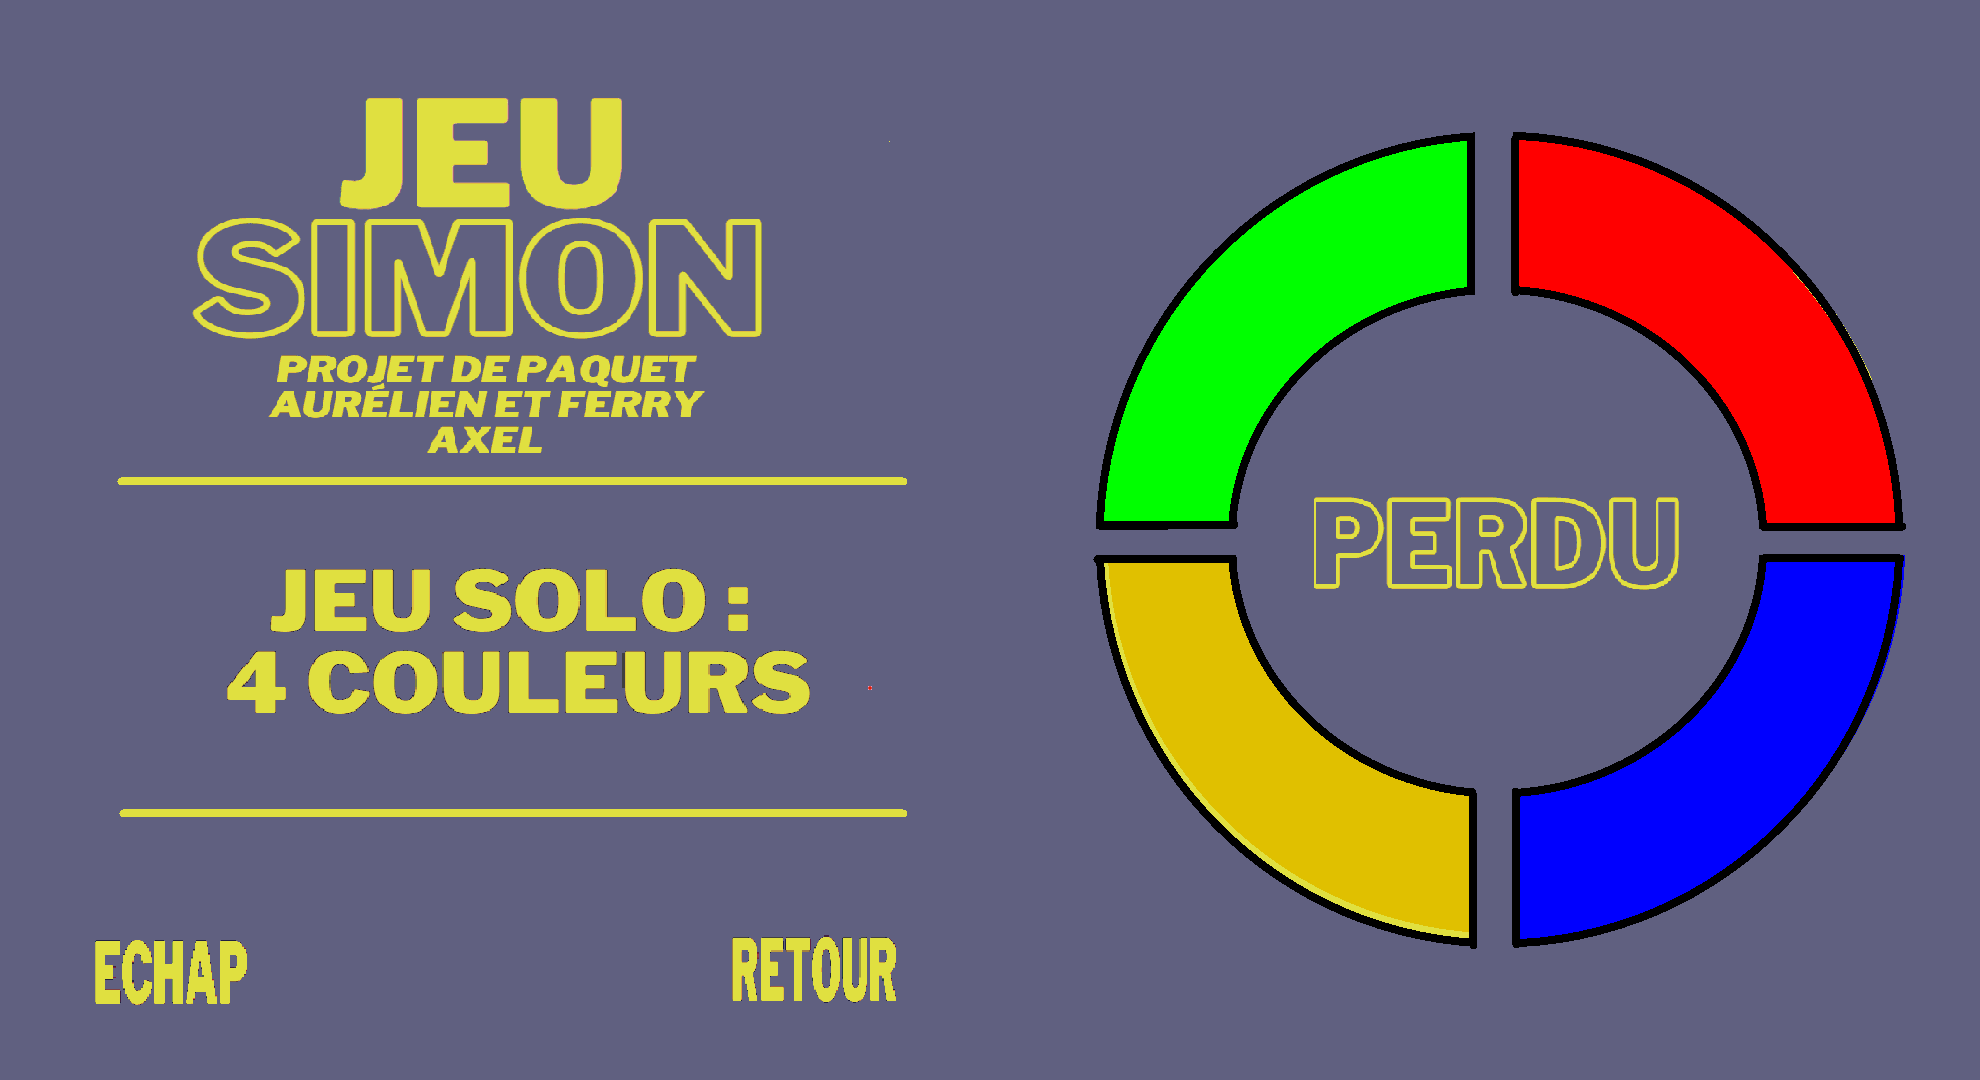 JEU
SIMON
PROJET DE PAQUET
AURÉLIEN ET FERRY
AXEL
JEU SOLO :
4 COULEURS
ECHAP
RETOUR
PERDU